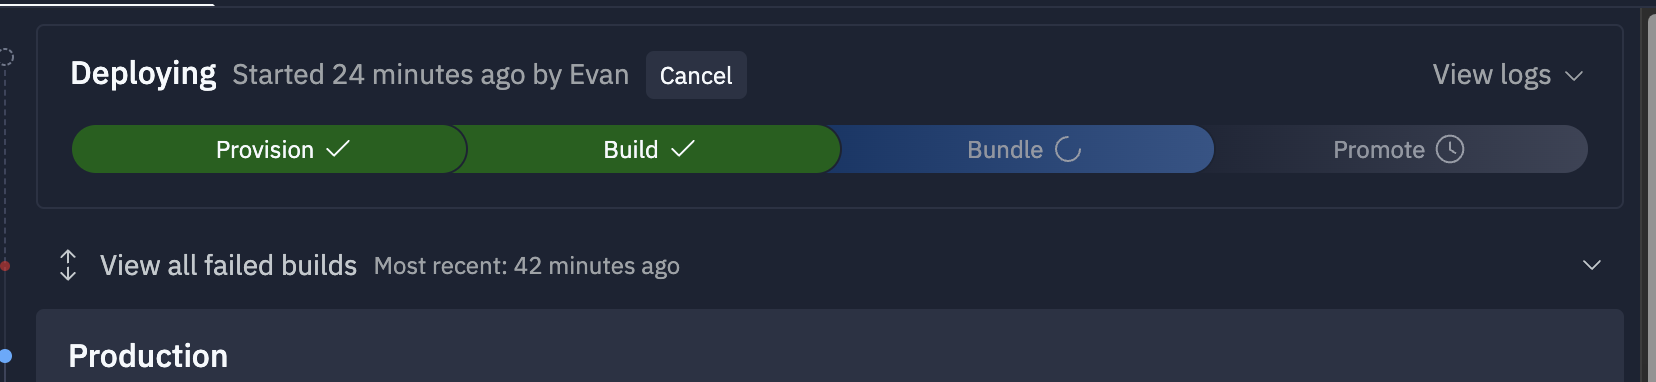 Deploying Started 24 minutes ago by Evan Cancel View logs
Provision Build Bundle Promote
View all failed builds Most recent: 42 minutes ago
Production